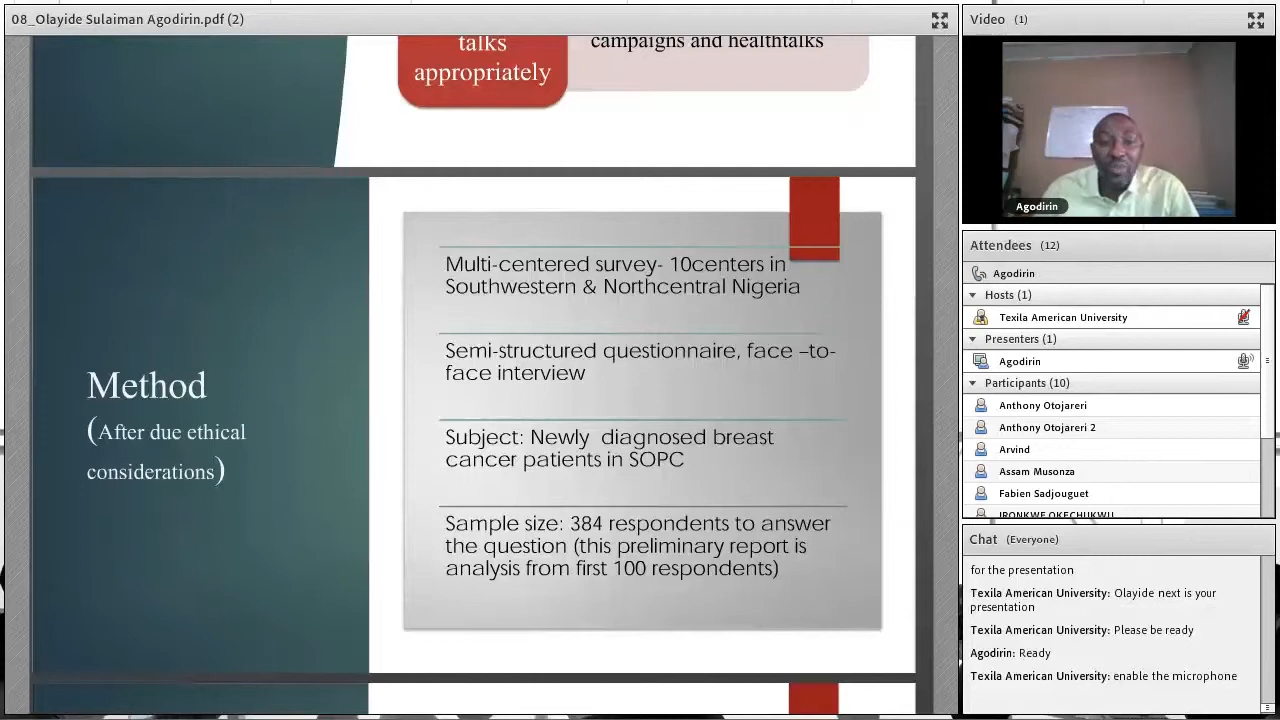 08_Olayide Sulaiman Agodirin.pdf (2)
talks
appropriately
campaigns and healthtalks
Method
(After due ethical
considerations)
Multi-centered survey- 10centers in
Southwestern & Northcentral Nigeria
Semi-structured questionnaire, face –to-
face interview
Subject: Newly  diagnosed breast
cancer patients in SOPC
Sample size: 384 respondents to answer
the question (this preliminary report is
analysis from first 100 respondents)
Video (1)
Agodirin
Attendees (12)
Agodirin
Hosts (1)
Texila American University
Presenters (1)
Agodirin
Participants (10)
Anthony Otojareri
Anthony Otojareri 2
Arvind
Assam Musonza
Fabien Sadjouguet
IRONKWE OKECHUKWU
Chat (Everyone)
for the presentation
Texila American University: Olayide next is your
presentation
Texila American University: Please be ready
Agodirin: Ready
Texila American University: enable the microphone